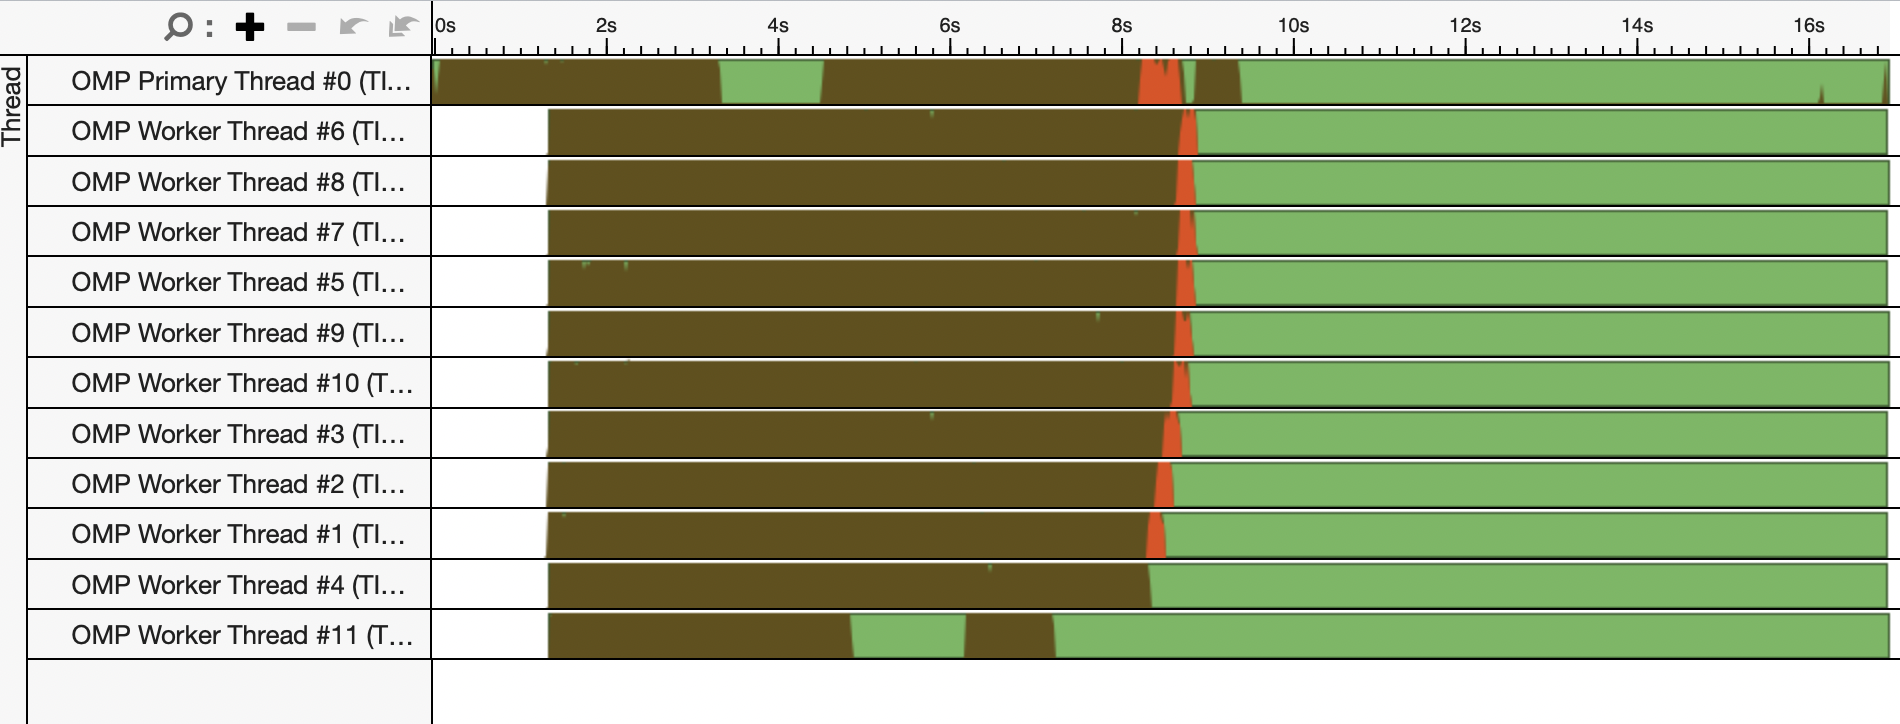 :
0s 2s 4s 6s 8s 10s 12s 14s 16s
Thread
OMP Primary Thread #0 (TI...
OMP Worker Thread #6 (TI...
OMP Worker Thread #8 (TI...
OMP Worker Thread #7 (TI...
OMP Worker Thread #5 (TI...
OMP Worker Thread #9 (TI...
OMP Worker Thread #10 (T...
OMP Worker Thread #3 (TI...
OMP Worker Thread #2 (TI...
OMP Worker Thread #1 (TI...
OMP Worker Thread #4 (TI...
OMP Worker Thread #11 (T...